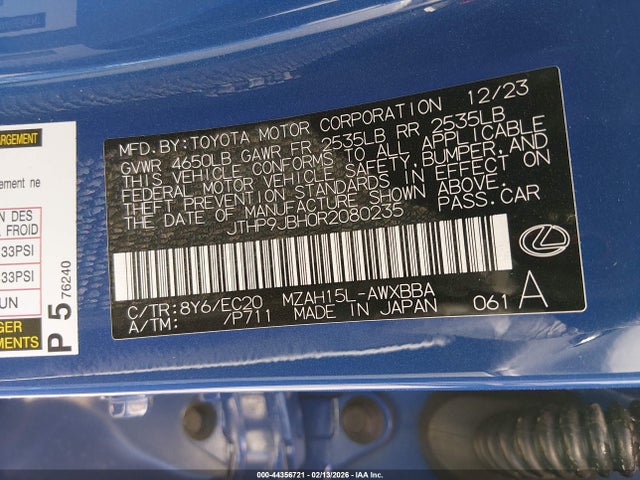 ARGEMENT
ement ne
ON DES
À FROID
33PSI
33PSI
UN
GER
EMENTS
P 5 76240
MFD. BY: TOYOTA MOTOR CORPORATION 12/23
GVWR 4650LB GAWR FR 2535LB RR 2535LB
THIS VEHICLE CONFORMS TO ALL APPLICABLE
FEDERAL MOTOR VEHICLE SAFETY, BUMPER, AND
THEFT PREVENTION STANDARDS IN EFFECT ON
THE DATE OF MANUFACTURE SHOWN ABOVE.
JTHP9JBH0R2080235 PASS. CAR
C/TR: 8Y6/EC20 MZAH15L-AWXBBA
A/TM: /P711 MADE IN JAPAN 061 A
000-44356721 - 02/13/2026 - IAA Inc.